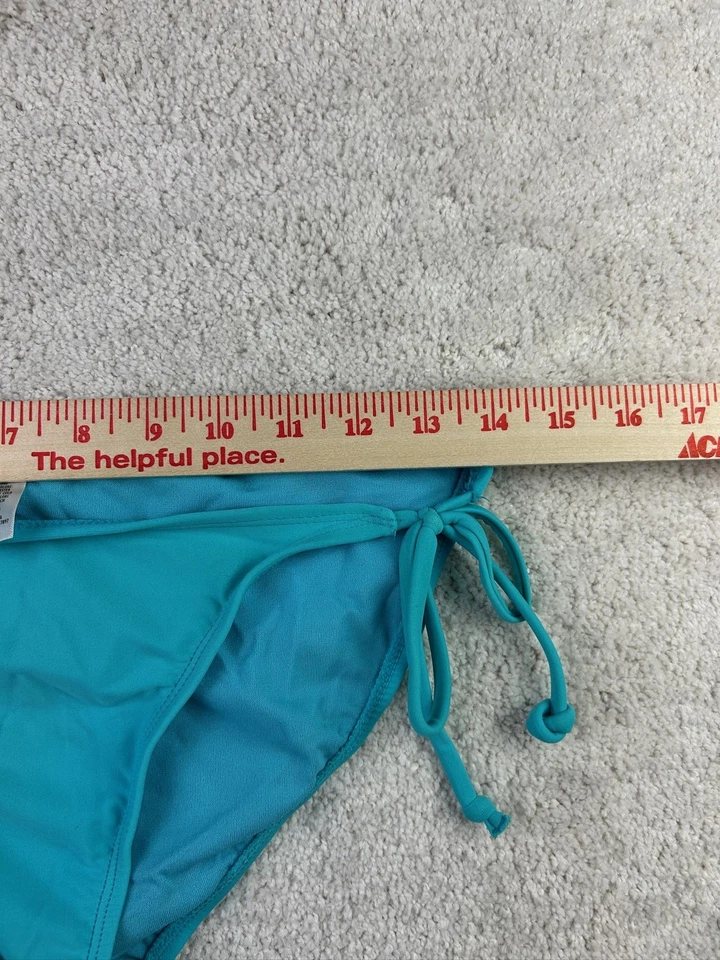 7 8 9 10 11 12 13 14 15 16 17
The helpful place.